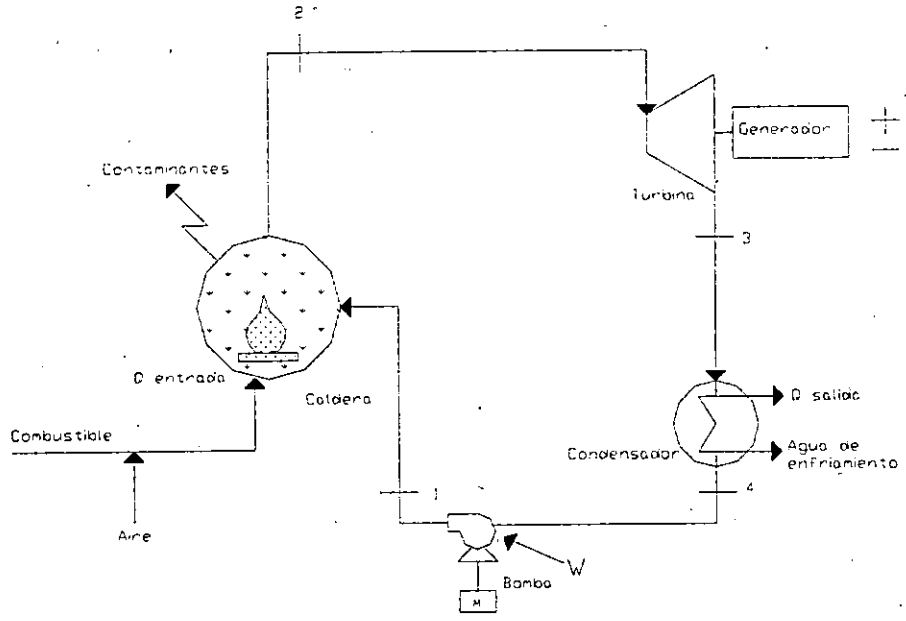 2
Generador
Contaminantes
Turbina
3
Q entrada
Caldera
Q salida
Combustible
Condensador
Agua de
enfriamiento
1
4
Aire
W
Bomba
M